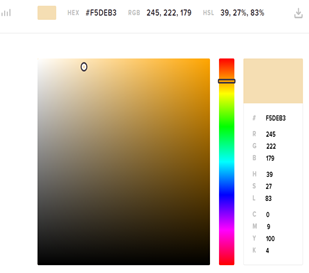 HEX #F5DEB3 RGB 245, 222, 179 HSL 39, 27%, 83%
# F5DEB3
R 245
G 222
B 179
H 39
S 27
L 83
C 0
M 9
Y 100
K 4